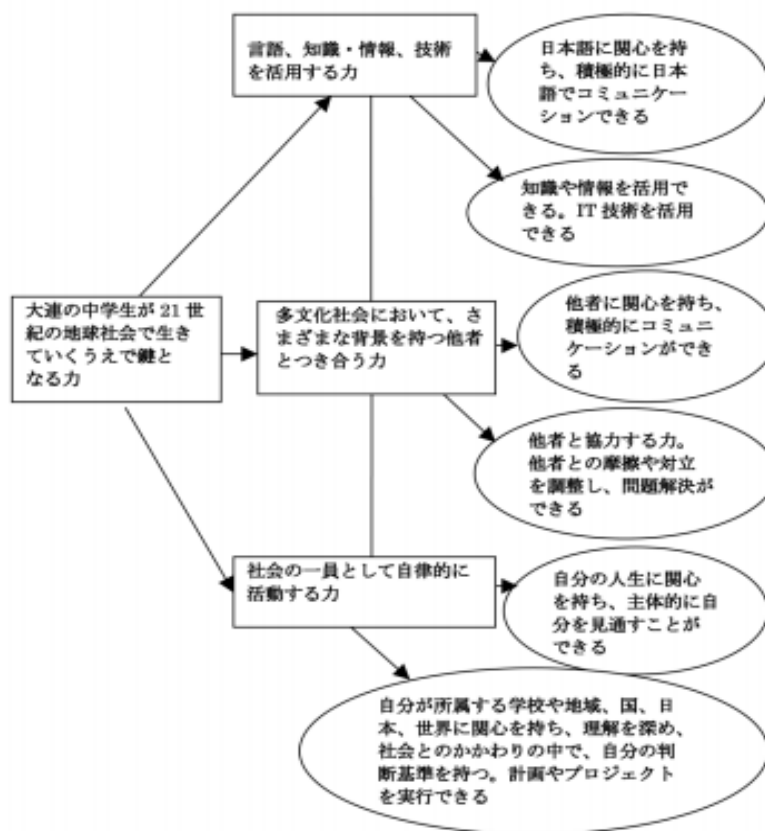 言語、知識・情報、技術
を活用する力
日本語に関心を持
ち、積極的に日本
語でコミュニケー
ションできる
知識や情報を活用で
きる。IT 技術を活用
できる
大連の中学生が 21 世
紀の地球社会で生き
ていくうえで鍵と
なる力
多文化社会において、さ
まざまな背景を持つ他者
とつき合う力
他者に関心を持ち、
積極的にコミュニ
ケーションができ
る
他者と協力する力。
他者との摩擦や対立
を調整し、問題解決が
できる
社会の一員として自律的に
活動する力
自分の人生に関心
を持ち、主体的に自
分を見通すことが
できる
自分が所属する学校や地域、国、日
本、世界に関心を持ち、理解を深め、
社会とのかかわりの中で、自分の判
断基準を持つ。計画やプロジェクト
を実行できる